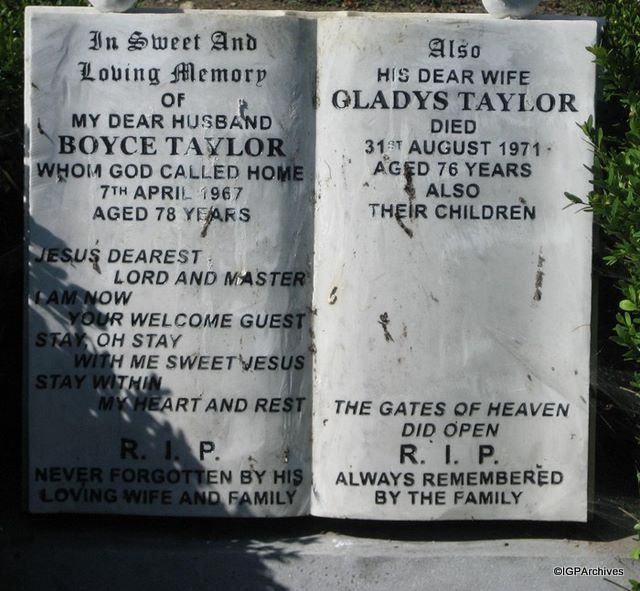 In Sweet And
Loving Memory
OF
MY DEAR HUSBAND
BOYCE TAYLOR
WHOM GOD CALLED HOME
7TH APRIL 1967
AGED 78 YEARS
JESUS DEAREST
LORD AND MASTER
I AM NOW
YOUR WELCOME GUEST
STAY, OH STAY
WITH ME SWEET JESUS
STAY WITHIN
MY HEART AND REST
R. I. P.
NEVER FORGOTTEN BY HIS
LOVING WIFE AND FAMILY
Also
HIS DEAR WIFE
GLADYS TAYLOR
DIED
31ST AUGUST 1971
AGED 76 YEARS
ALSO
THEIR CHILDREN
THE GATES OF HEAVEN
DID OPEN
R. I. P.
ALWAYS REMEMBERED
BY THE FAMILY
©IGPArchives